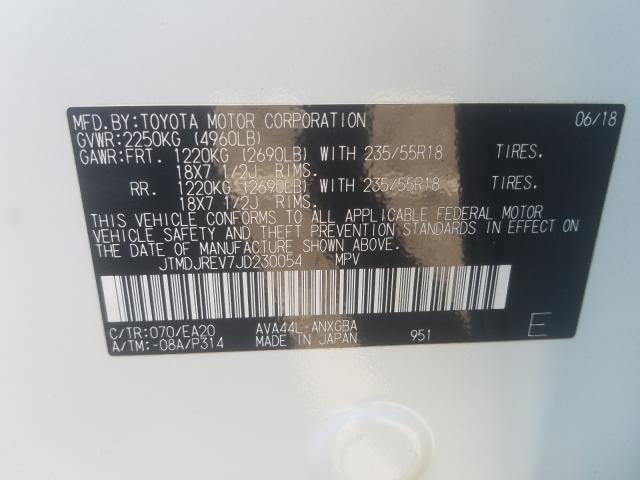 MFD.BY:TOYOTA MOTOR CORPORATION 06/18
GVWR:2250KG (4960LB)
GAWR:FRT. 1220KG (2690LB) WITH 235/55R18 TIRES.
18X7 1/2J RIMS.
RR. 1220KG (2690LB) WITH 235/55R18 TIRES.
18X7 1/2J RIMS.
THIS VEHICLE CONFORMS TO ALL APPLICABLE FEDERAL MOTOR
VEHICLE SAFETY AND THEFT PREVENTION STANDARDS IN EFFECT ON
THE DATE OF MANUFACTURE SHOWN ABOVE.
JTMDJREV7JD230054 MPV
C/TR:070/EA20 AVA44L-ANXGBA
A/TM:-08A/P314 MADE IN JAPAN 951 E